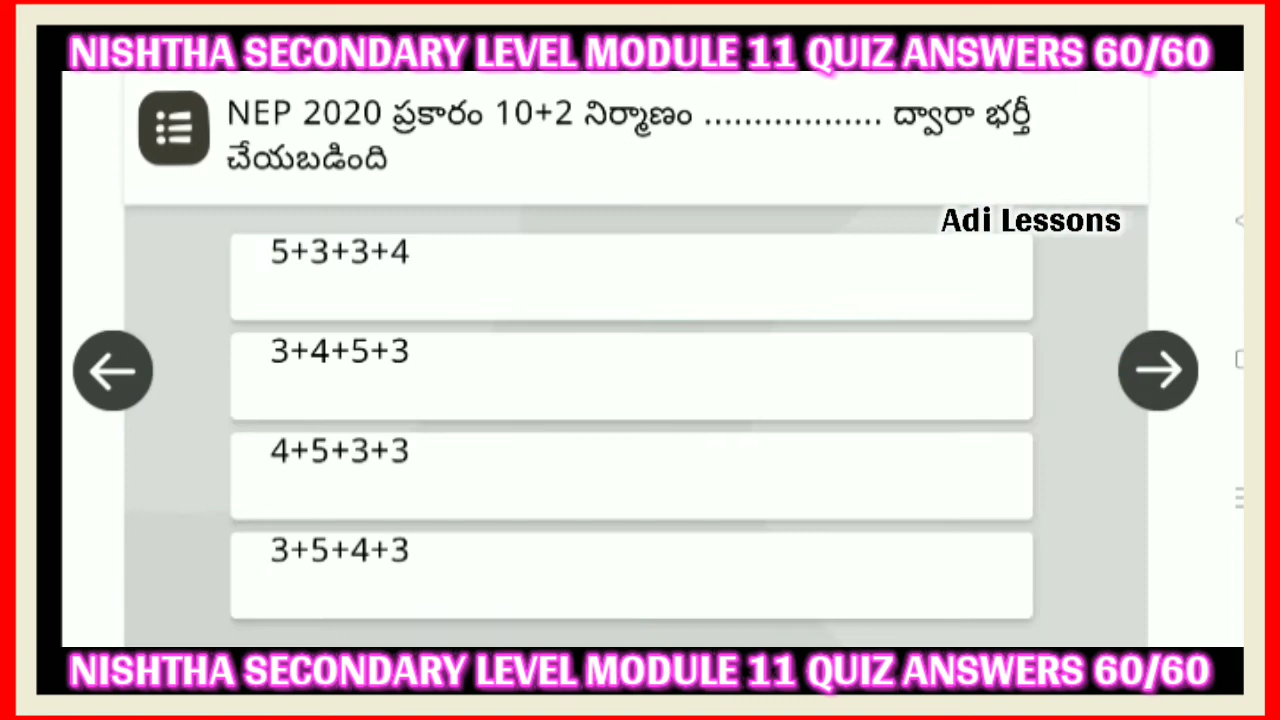 NISHTHA SECONDARY LEVEL MODULE 11 QUIZ ANSWERS 60/60
NEP 2020 ప్రకారం 10+2 నిర్మాణం .................. ద్వారా భర్తీ
చేయబడింది
Adi Lessons
5+3+3+4
3+4+5+3
4+5+3+3
3+5+4+3
NISHTHA SECONDARY LEVEL MODULE 11 QUIZ ANSWERS 60/60